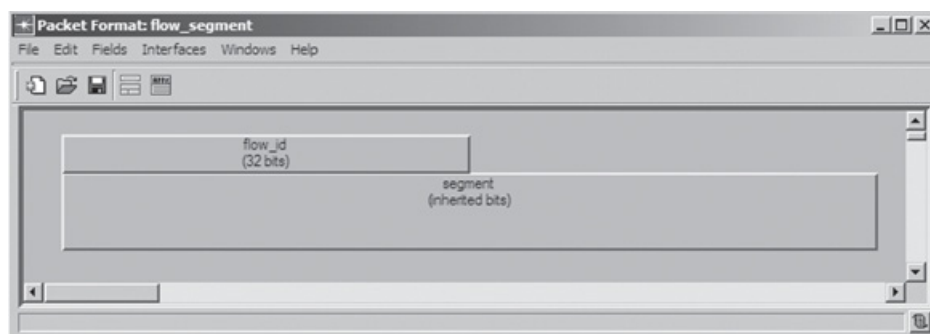 Packet Format: flow_segment
File Edit Fields Interfaces Windows Help
flow_id
(32 bits)
segment
(inherited bits)